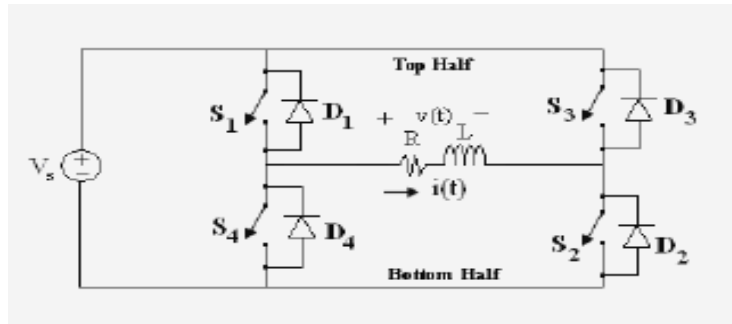 Top Half
S1
D1
+ v(t) −
R L
i(t)
S3
D3
Vs
+
−
S4
D4
S2
D2
Bottom Half